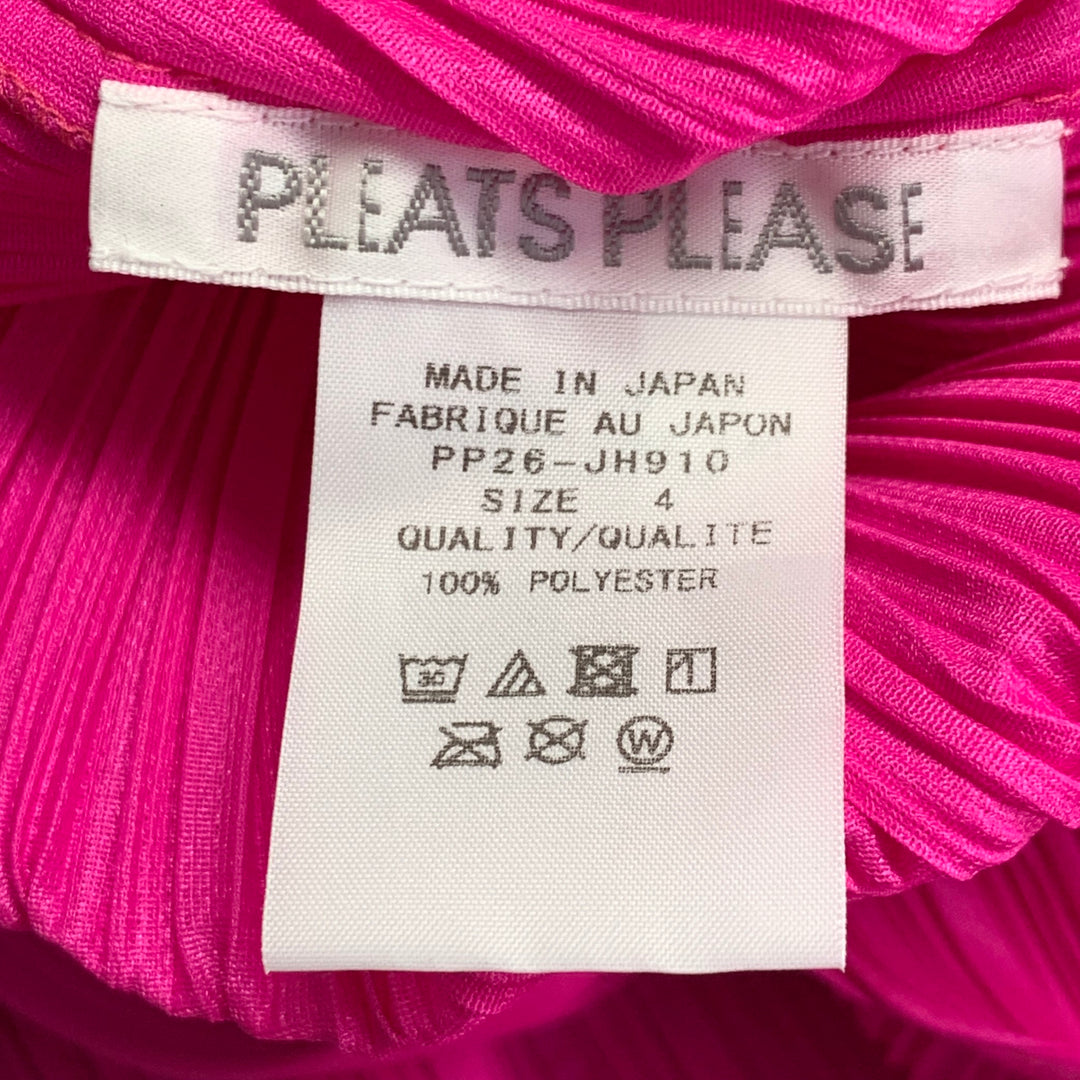 PLEATS PLEASE
MADE IN JAPAN
FABRIQUE AU JAPON
PP26-JH910
SIZE 4
QUALITY/QUALITE
100% POLYESTER
30
W